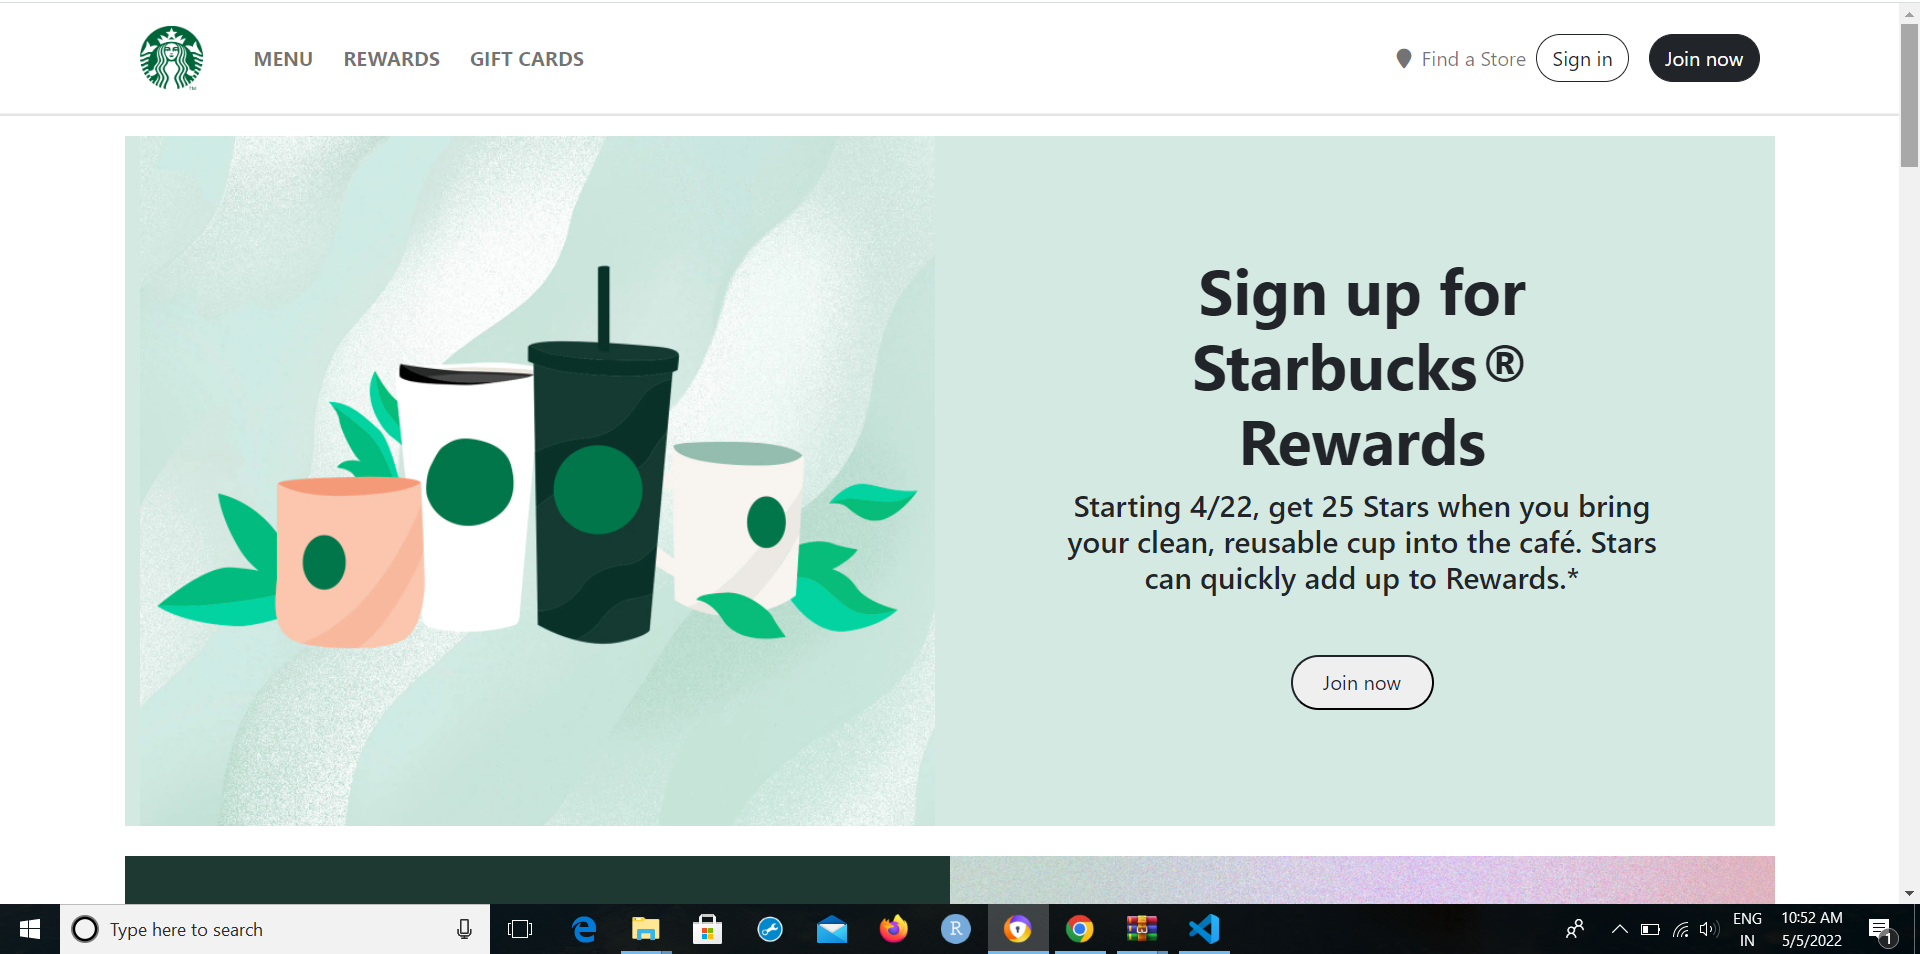 MENU REWARDS GIFT CARDS Find a Store Sign in Join now
TM
Sign up for
Starbucks®
Rewards
Starting 4/22, get 25 Stars when you bring
your clean, reusable cup into the café. Stars
can quickly add up to Rewards.*
Join now
Type here to search
R
ENG
IN
10:52 AM
5/5/2022
1